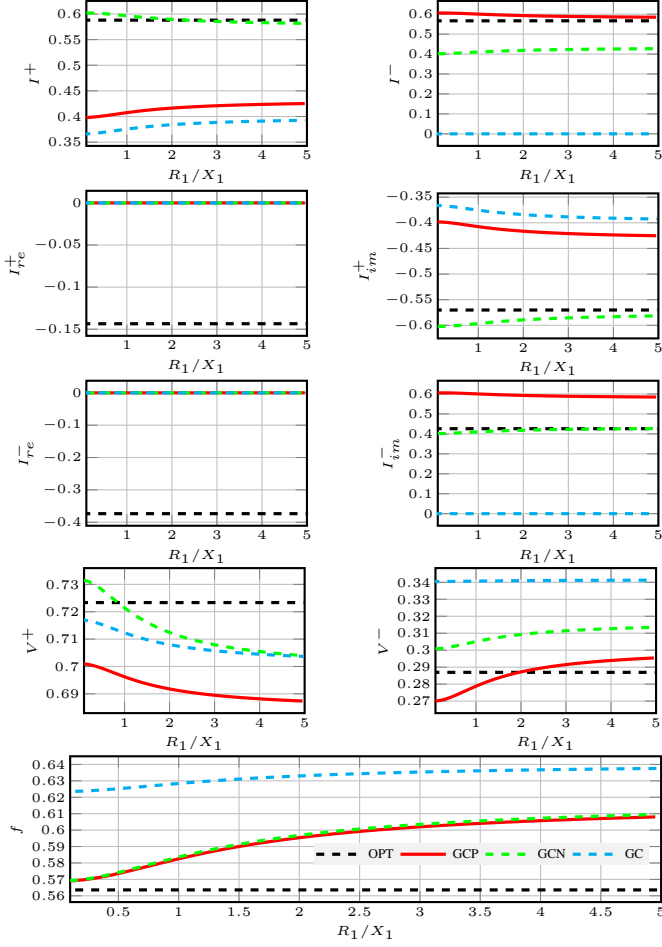 0.6
0.55
0.5
0.45
0.4
0.35
I+
1 2 3 4 5
R1/X1
0.6
0.5
0.4
0.3
0.2
0.1
0
I−
1 2 3 4 5
R1/X1
0
−0.05
−0.1
−0.15
I+re
1 2 3 4 5
R1/X1
−0.35
−0.4
−0.45
−0.5
−0.55
−0.6
I+im
1 2 3 4 5
R1/X1
0
−0.1
−0.2
−0.3
−0.4
I−re
1 2 3 4 5
R1/X1
0.6
0.5
0.4
0.3
0.2
0.1
0
I−im
1 2 3 4 5
R1/X1
0.73
0.72
0.71
0.7
0.69
V+
1 2 3 4 5
R1/X1
0.34
0.33
0.32
0.3
0.29
0.28
0.27
V−
1 2 3 4 5
R1/X1
0.64
0.63
0.62
0.61
0.6
0.59
0.58
0.57
0.56
f
OPT GCP GCN GC
0.5 1 1.5 2 2.5 3 3.5 4 4.5 5
R1/X1